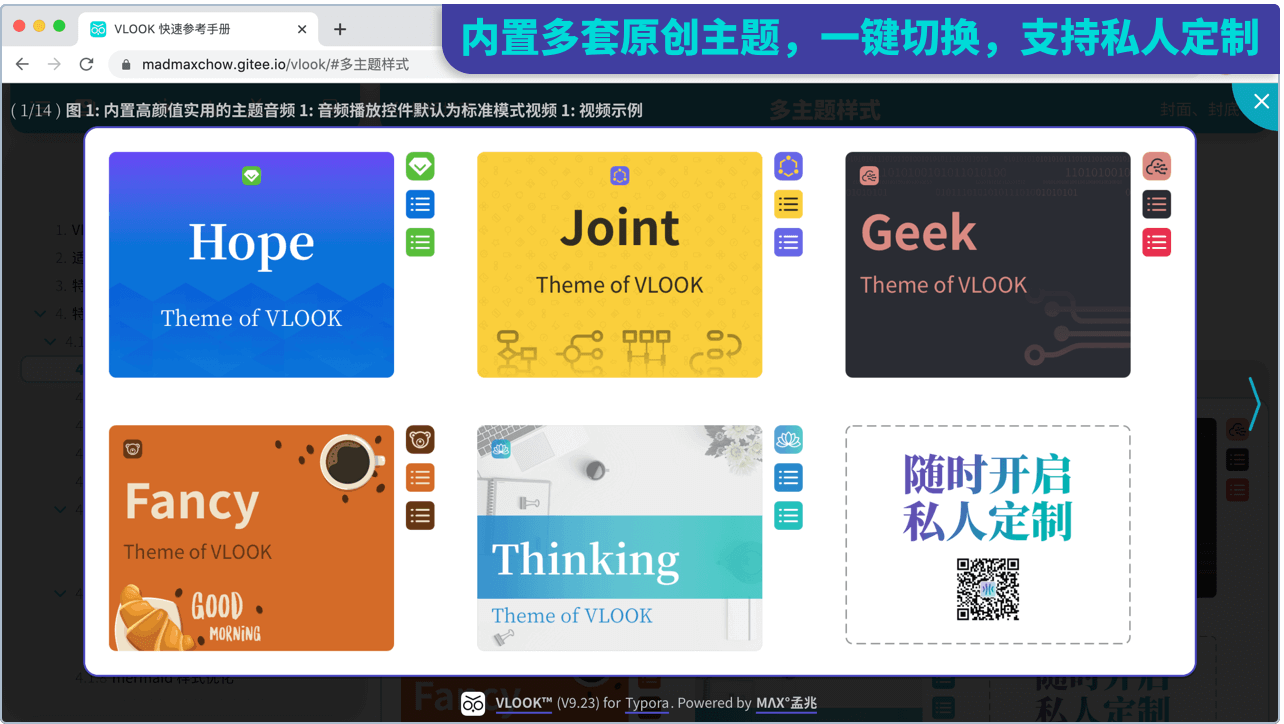 VLOOK 快速参考手册
内置多套原创主题，一键切换，支持私人定制
madmaxchow.gitee.io/vlook/#多主题样式
( 1/14 ) 图 1: 内置高颜值实用的主题音频 1: 音频播放控件默认为标准模式视频 1: 视频示例
多主题样式
封面、封底
Hope
Theme of VLOOK
Joint
Theme of VLOOK
Geek
Theme of VLOOK
Fancy
Theme of VLOOK
GOOD
MORNING
Thinking
Theme of VLOOK
随时开启
私人定制
VLOOK™ (V9.23) for Typora. Powered by MΛX°孟兆